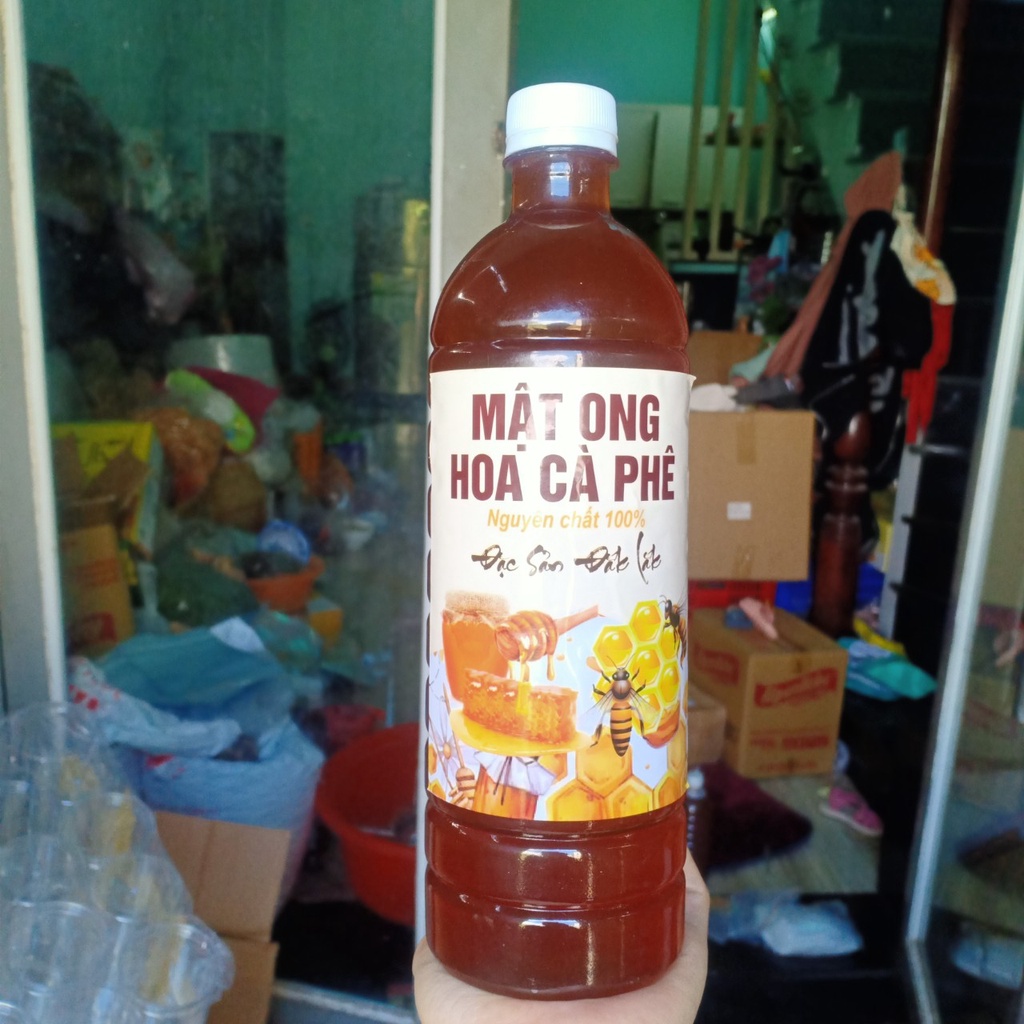 MẬT ONG
HOA CÀ PHÊ
Nguyên chất 100%
Đặc Sản Đắk Lắk